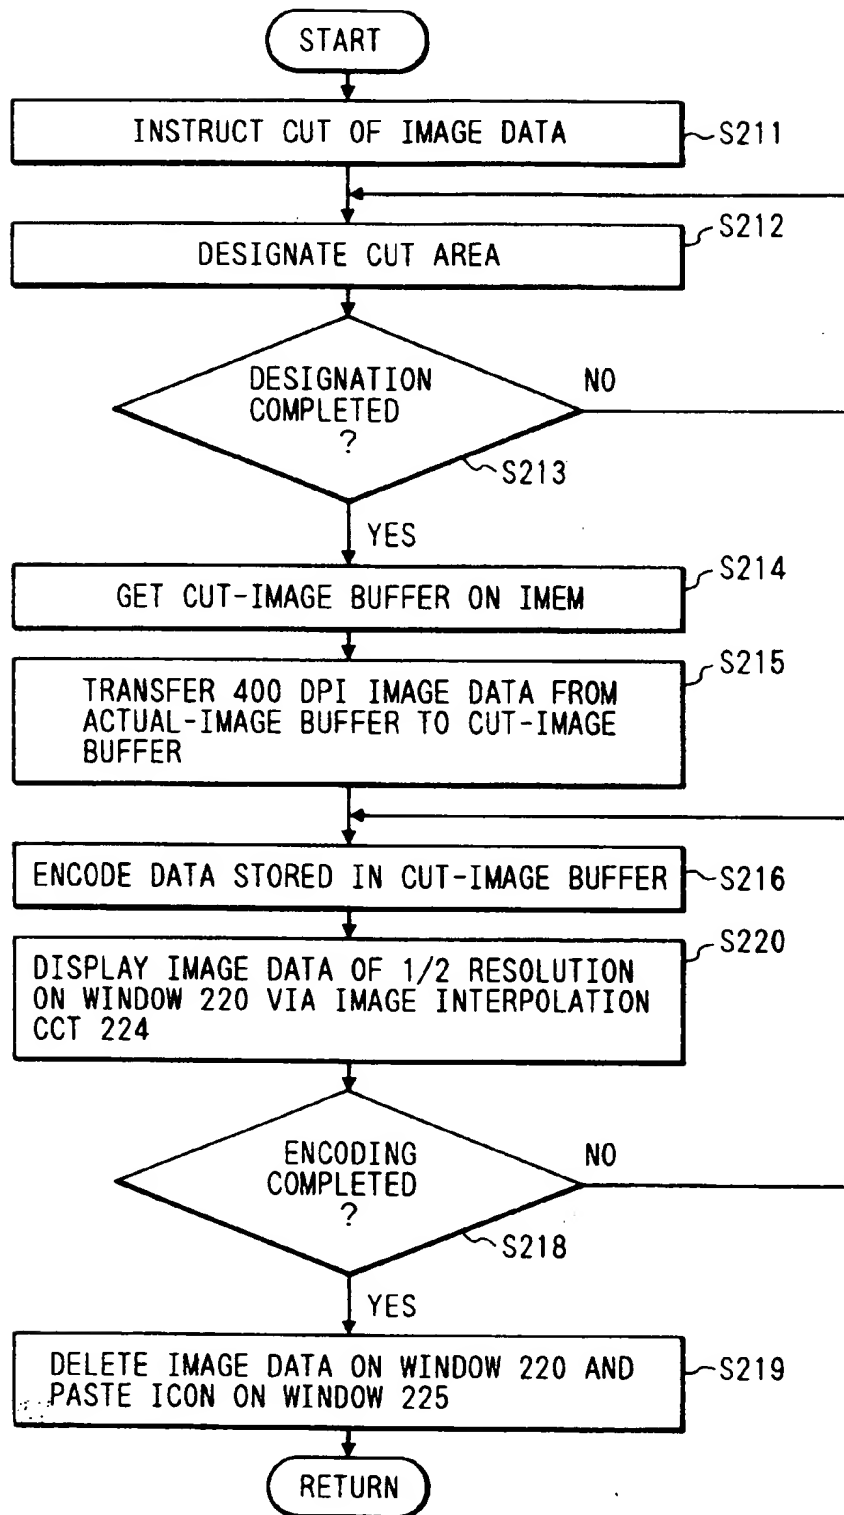 START
INSTRUCT CUT OF IMAGE DATA
S211
S212
DESIGNATE CUT AREA
DESIGNATION
COMPLETED
?
NO
S213
YES
S214
GET CUT-IMAGE BUFFER ON IMEM
S215
TRANSFER 400 DPI IMAGE DATA FROM
ACTUAL-IMAGE BUFFER TO CUT-IMAGE
BUFFER
ENCODE DATA STORED IN CUT-IMAGE BUFFER
S216
S220
DISPLAY IMAGE DATA OF 1/2 RESOLUTION
ON WINDOW 220 VIA IMAGE INTERPOLATION
CCT 224
ENCODING
COMPLETED
?
NO
S218
YES
DELETE IMAGE DATA ON WINDOW 220 AND
PASTE ICON ON WINDOW 225
S219
RETURN